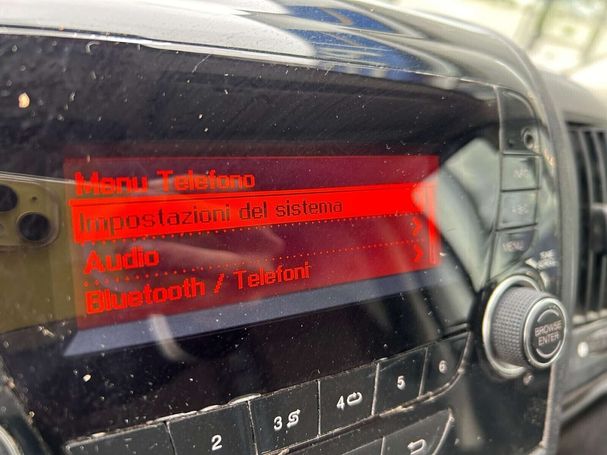 Menu Telefono
Impostazioni del sistema
Audio
Bluetooth / Telefoni
MENU
BROWSE
ENTER
2
3
4
5
6